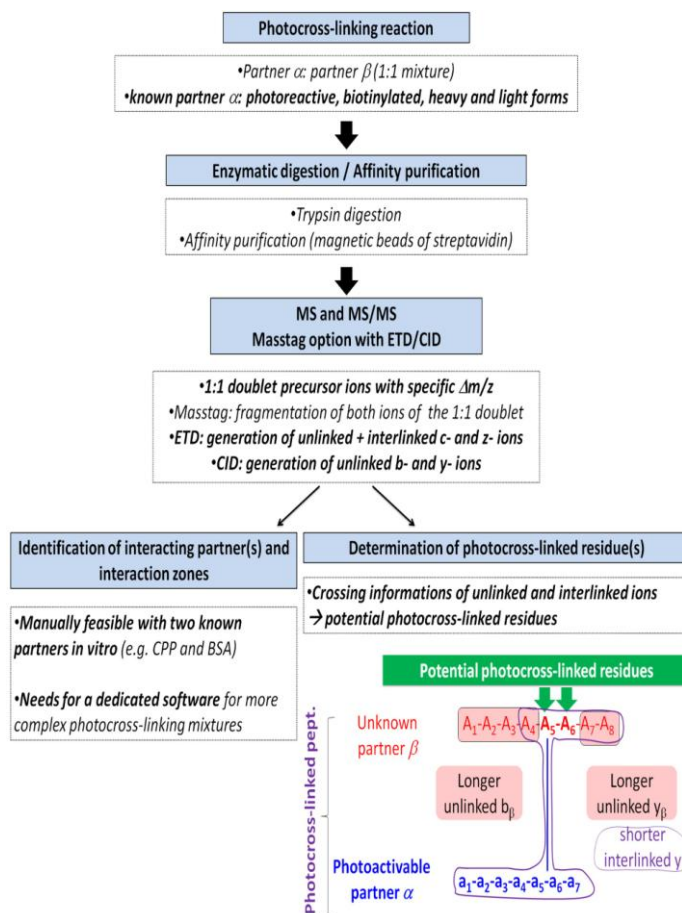 Photocross-linking reaction
•Partner α: partner β (1:1 mixture)
•known partner α: photoreactive, biotinylated, heavy and light forms
Enzymatic digestion / Affinity purification
•Trypsin digestion
•Affinity purification (magnetic beads of streptavidin)
MS and MS/MS
Masstag option with ETD/CID
•1:1 doublet precursor ions with specific Δm/z
•Masstag: fragmentation of both ions of the 1:1 doublet
•ETD: generation of unlinked + interlinked c- and z- ions
•CID: generation of unlinked b- and y- ions
Identification of interacting partner(s) and
interaction zones
•Manually feasible with two known
partners in vitro (e.g. CPP and BSA)
•Needs for a dedicated software for more
complex photocross-linking mixtures
Determination of photocross-linked residue(s)
•Crossing informations of unlinked and interlinked ions
→ potential photocross-linked residues
Potential photocross-linked residues
Photocross-linked pept.
Unknown
partner β
A₁-A₂-A₃-A₄-A₅-A₆-A₇-A₈
Longer
unlinked bᵦ
Longer
unlinked yᵦ
shorter
interlinked y
Photoactivable
partner α
a₁-a₂-a₃-a₄-a₅-a₆-a₇